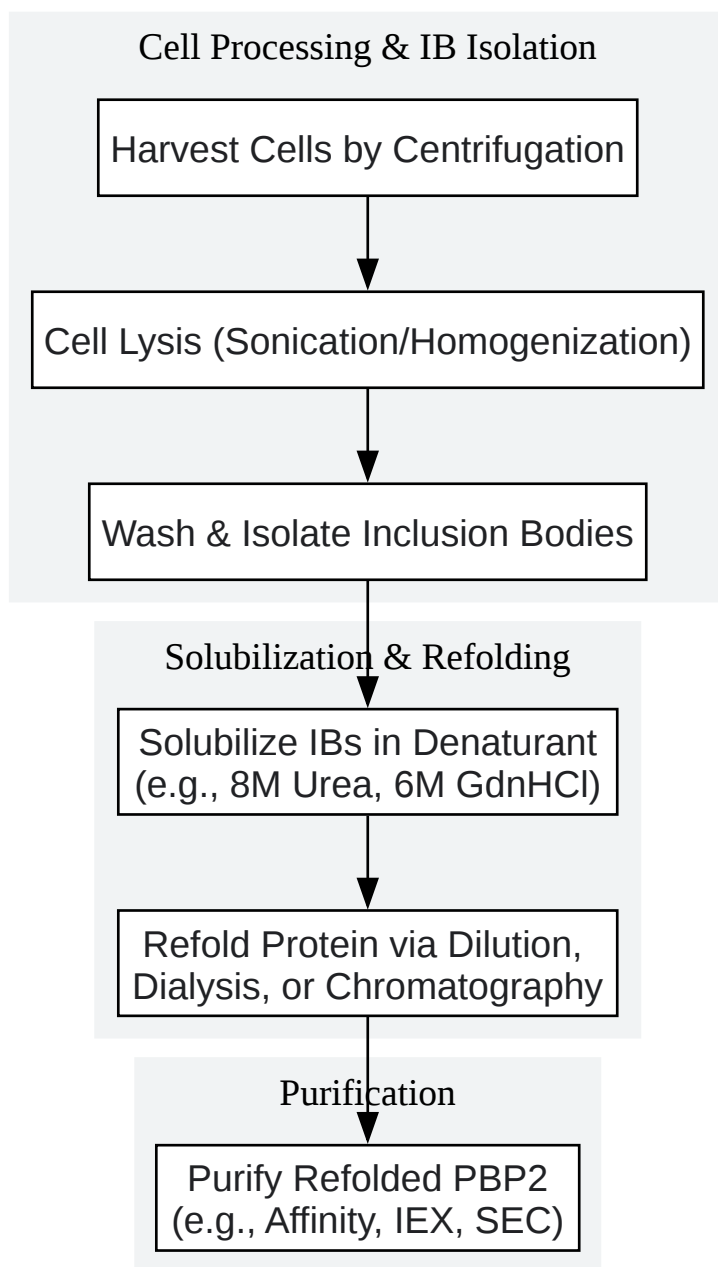 Cell Processing & IB Isolation
Harvest Cells by Centrifugation
Cell Lysis (Sonication/Homogenization)
Wash & Isolate Inclusion Bodies
Solubilization & Refolding
Solubilize IBs in Denaturant
(e.g., 8M Urea, 6M GdnHCl)
Refold Protein via Dilution,
Dialysis, or Chromatography
Purification
Purify Refolded PBP2
(e.g., Affinity, IEX, SEC)